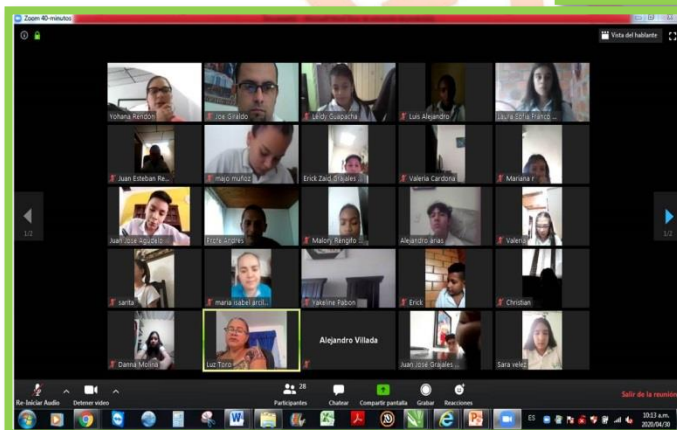 Zoom 40-minutos
Vista del hablante
Yohana Rendon
Joe Giraldo
Leidy Guapacha
Luis Alejandro
Laura Sofia Franco ...
Juan Esteban Re...
majo muñoz
Erick Zaid Grajales ...
Valeria Cardona
Mariana r
1/2
1/2
Juan Jose Agudelo
Andres
Malory Rengifo
Alejandro arias
Valeria
sarita
maria isabel arcil...
Yakeline Pabon
Erick
Christian
Danna Molina
Luz Toro
Alejandro Villada
Juan José Grajales ...
Sara velez
Re-Iniciar Audio
Detener video
28
Participantes
Chatear
Compartir pantalla
Grabar
Reacciones
Salir de la reunión
ES
10:13 a.m.
2020/04/30